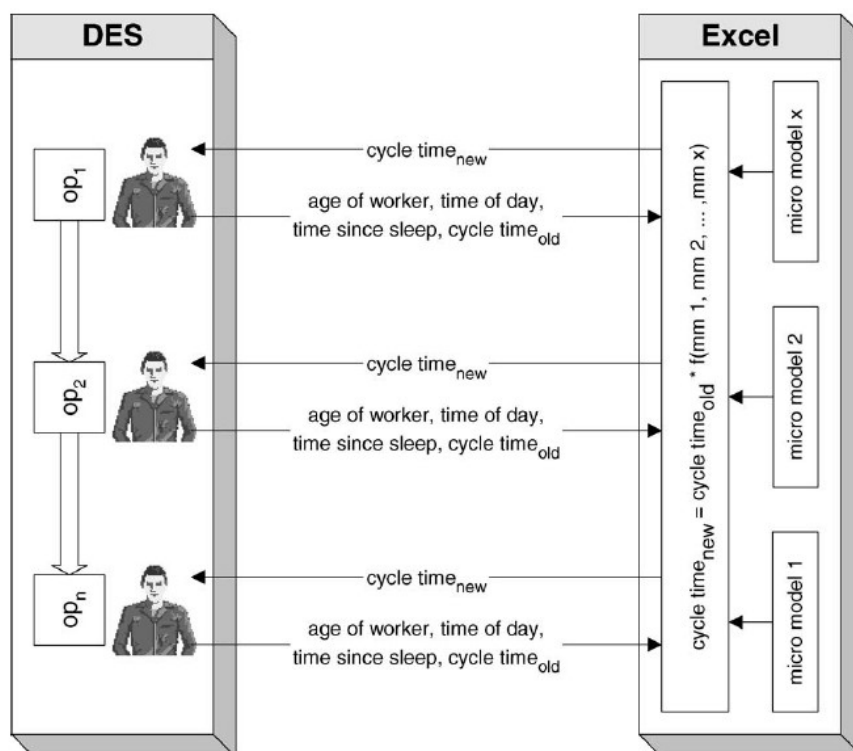 DES
Excel
op1
cycle timenew
age of worker, time of day,
time since sleep, cycle timeold
op2
cycle timenew
age of worker, time of day,
time since sleep, cycle timeold
opn
cycle timenew
age of worker, time of day,
time since sleep, cycle timeold
cycle timenew = cycle timeold * f(mm 1, mm 2, ... ,mm x)
micro model x
micro model 2
micro model 1